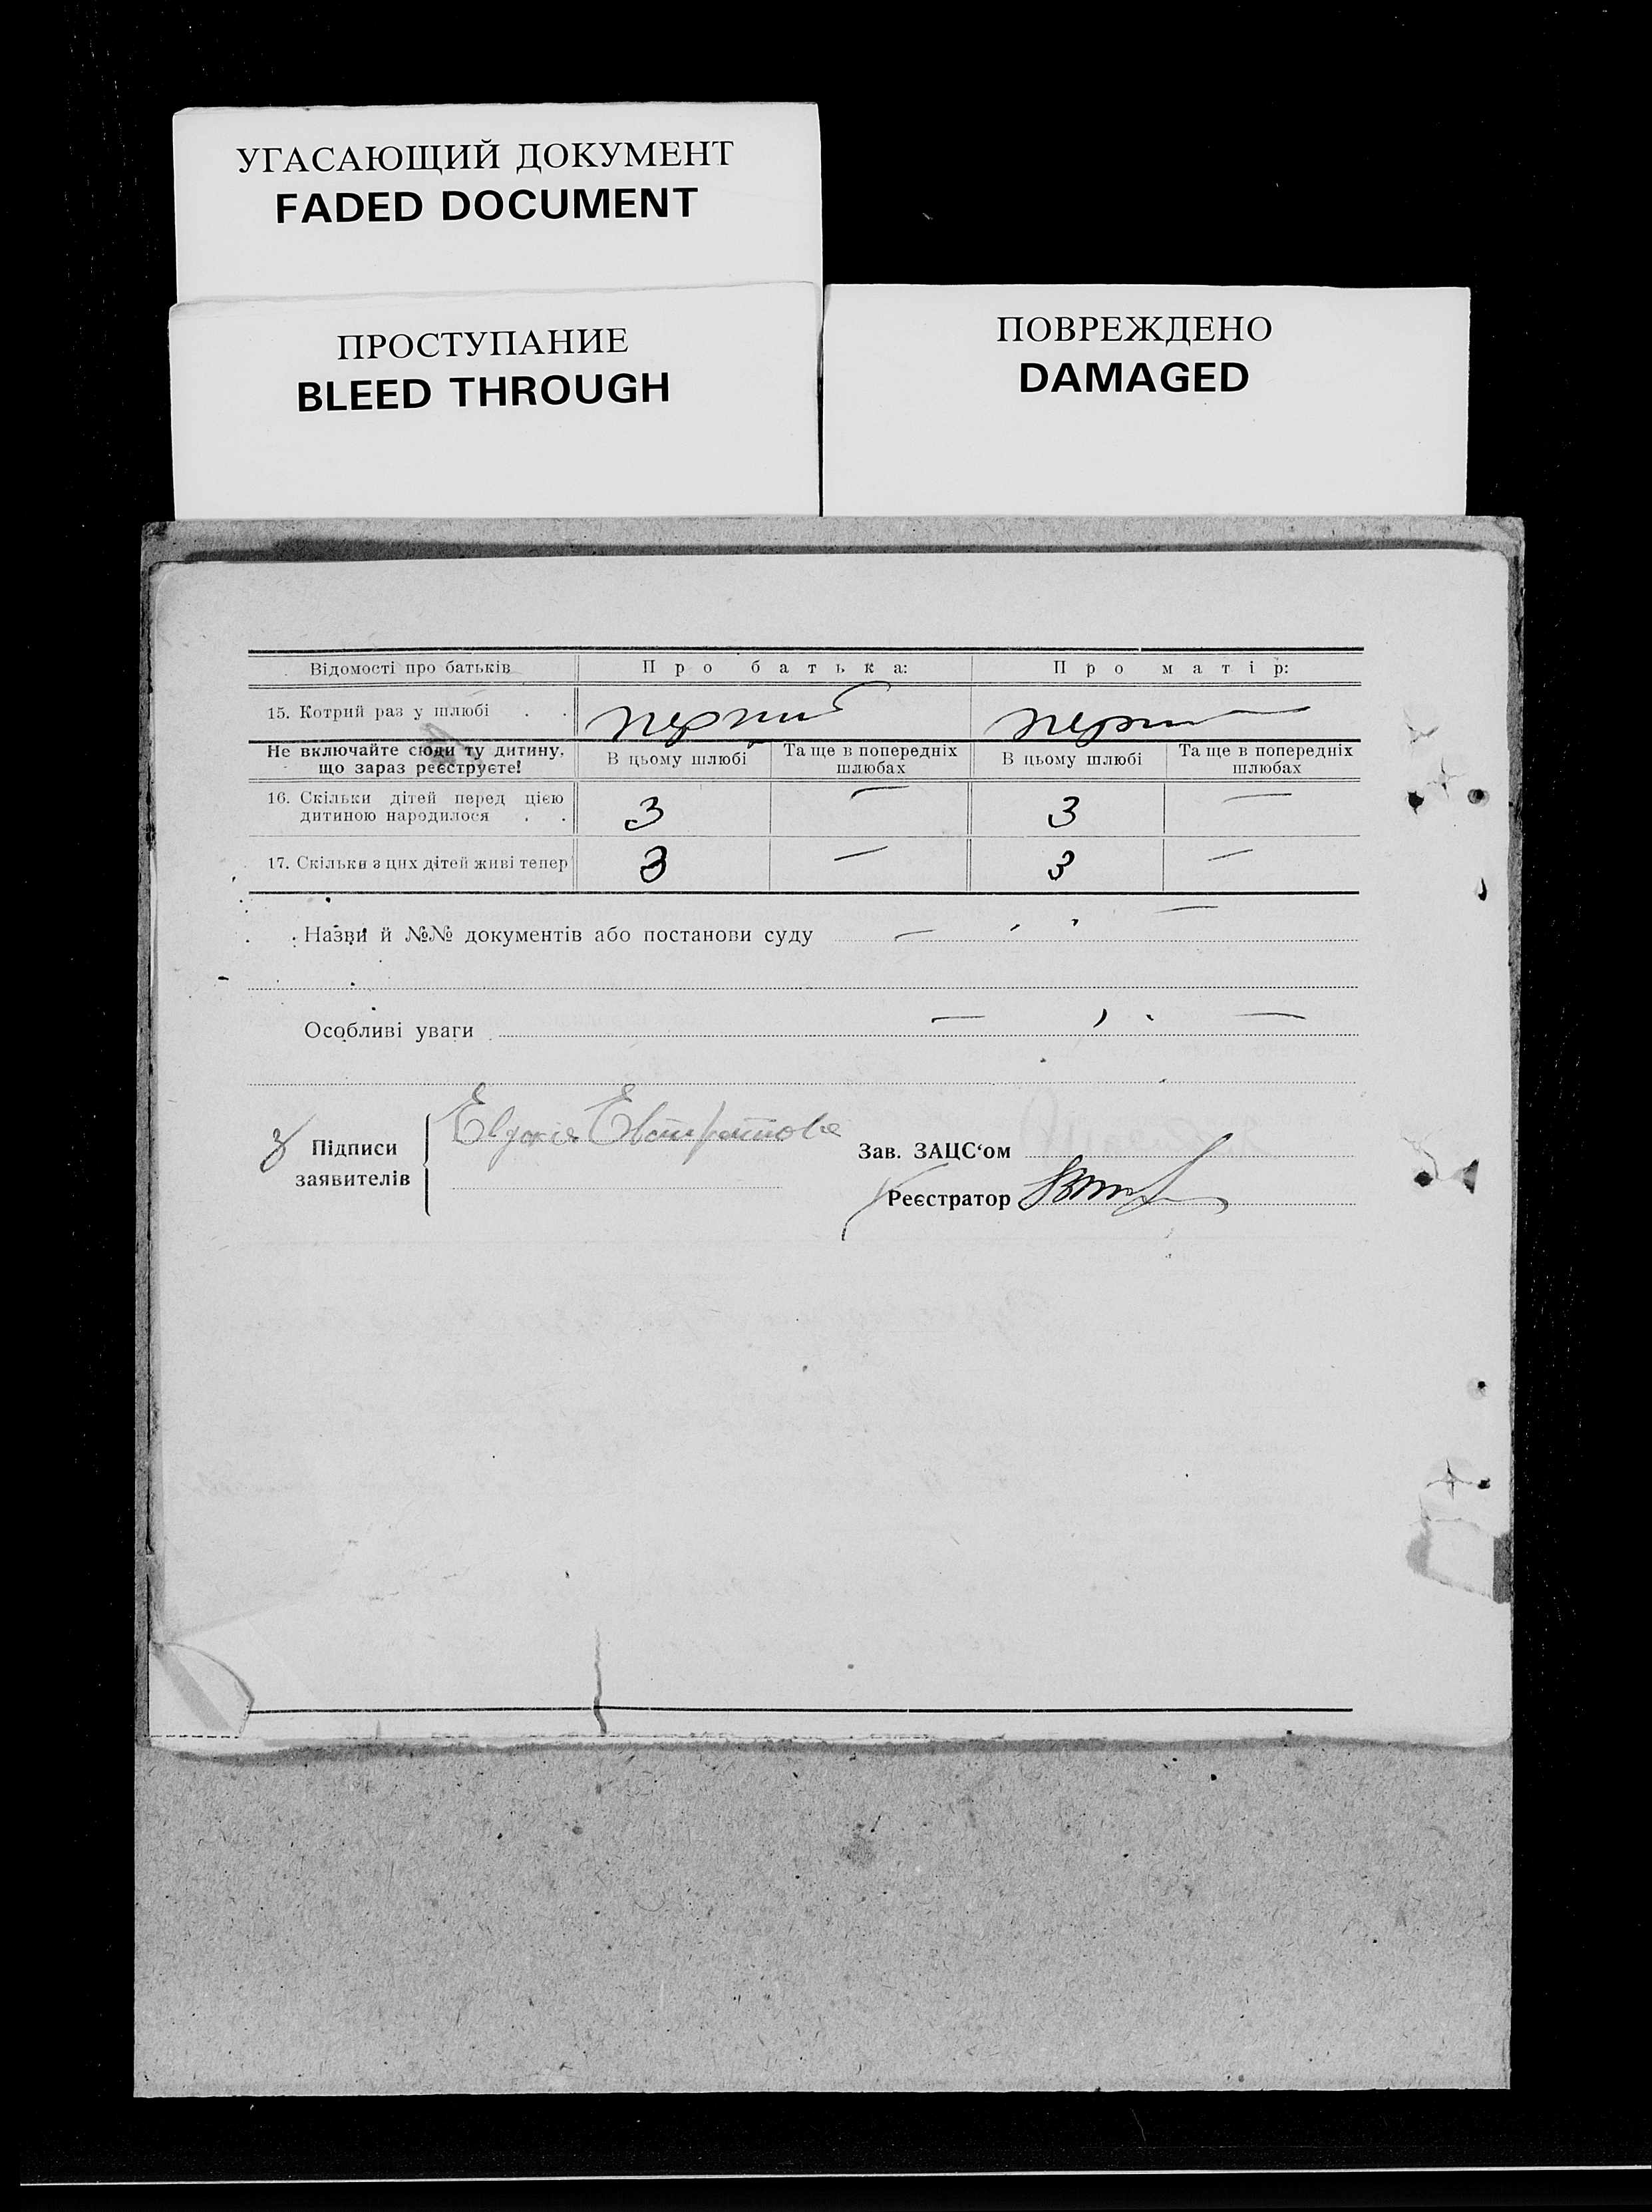 УГАСАЮЩИЙ ДОКУМЕНТ
FADED DOCUMENT
ПРОСТУПАНИЕ
BLEED THROUGH
ПОВРЕЖДЕНО
DAMAGED
Відомості про батьків Про батька: Про матір:
15. Котрий раз у шлюбі . .
Не включайте сюди ту дитину, що зараз реєструєте! В цьому шлюбі Та ще в попередніх шлюбах В цьому шлюбі Та ще в попередніх шлюбах
16. Скільки дітей перед цією
дитиною народилося . . 3 — 3 —
17. Скільки з цих дітей живі тепер 3 — 3 —
Назви й №№ документів або постанови суду — —
Особливі уваги — —
Підписи
заявителів
Евдокия Евстратова
Зав. ЗАЦС‘ом
Реєстратор